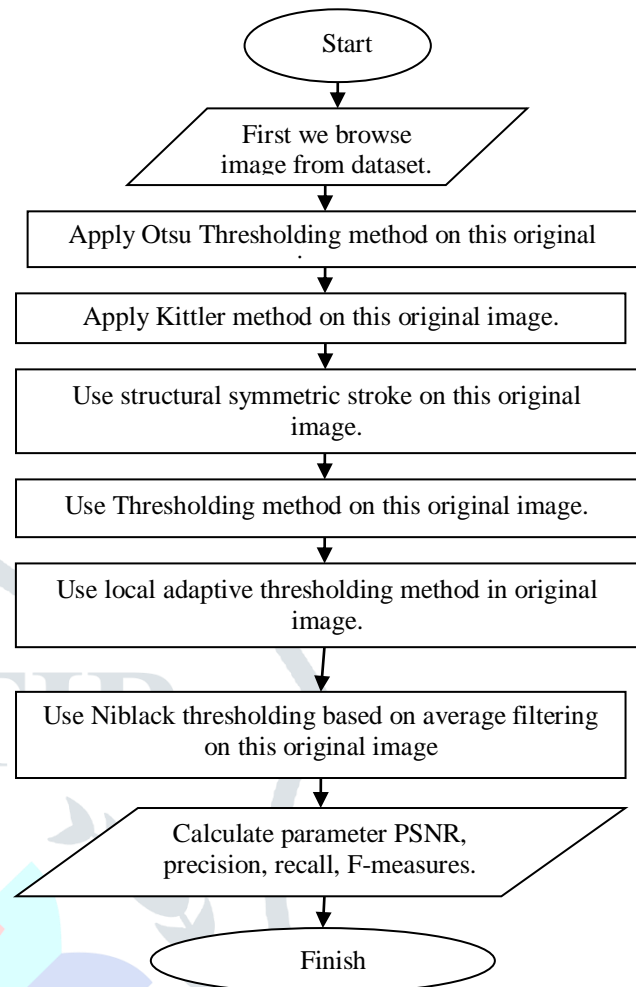 Start
First we browse
image from dataset.
Apply Otsu Thresholding method on this original
Apply Kittler method on this original image.
Use structural symmetric stroke on this original
image.
Use Thresholding method on this original image.
Use local adaptive thresholding method in original
image.
Use Niblack thresholding based on average filtering
on this original image
Calculate parameter PSNR,
precision, recall, F-measures.
Finish